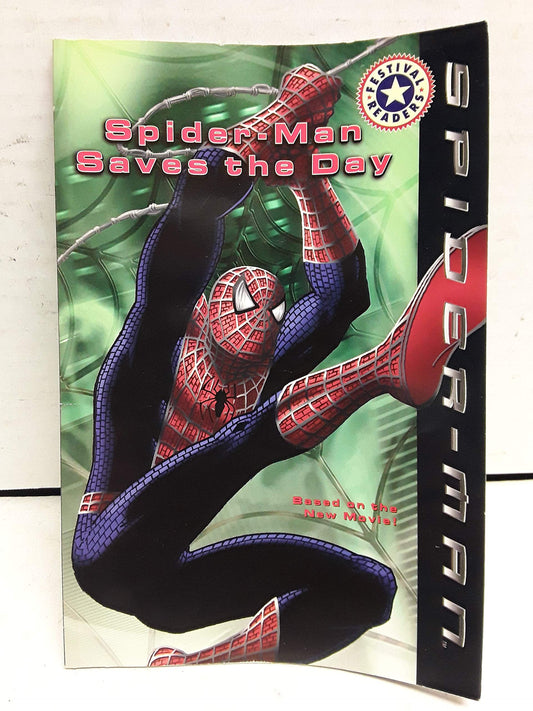 FESTIVAL READERS
Spider-Man
Saves the Day
SPIDER-MAN
Based on the
New Movie!